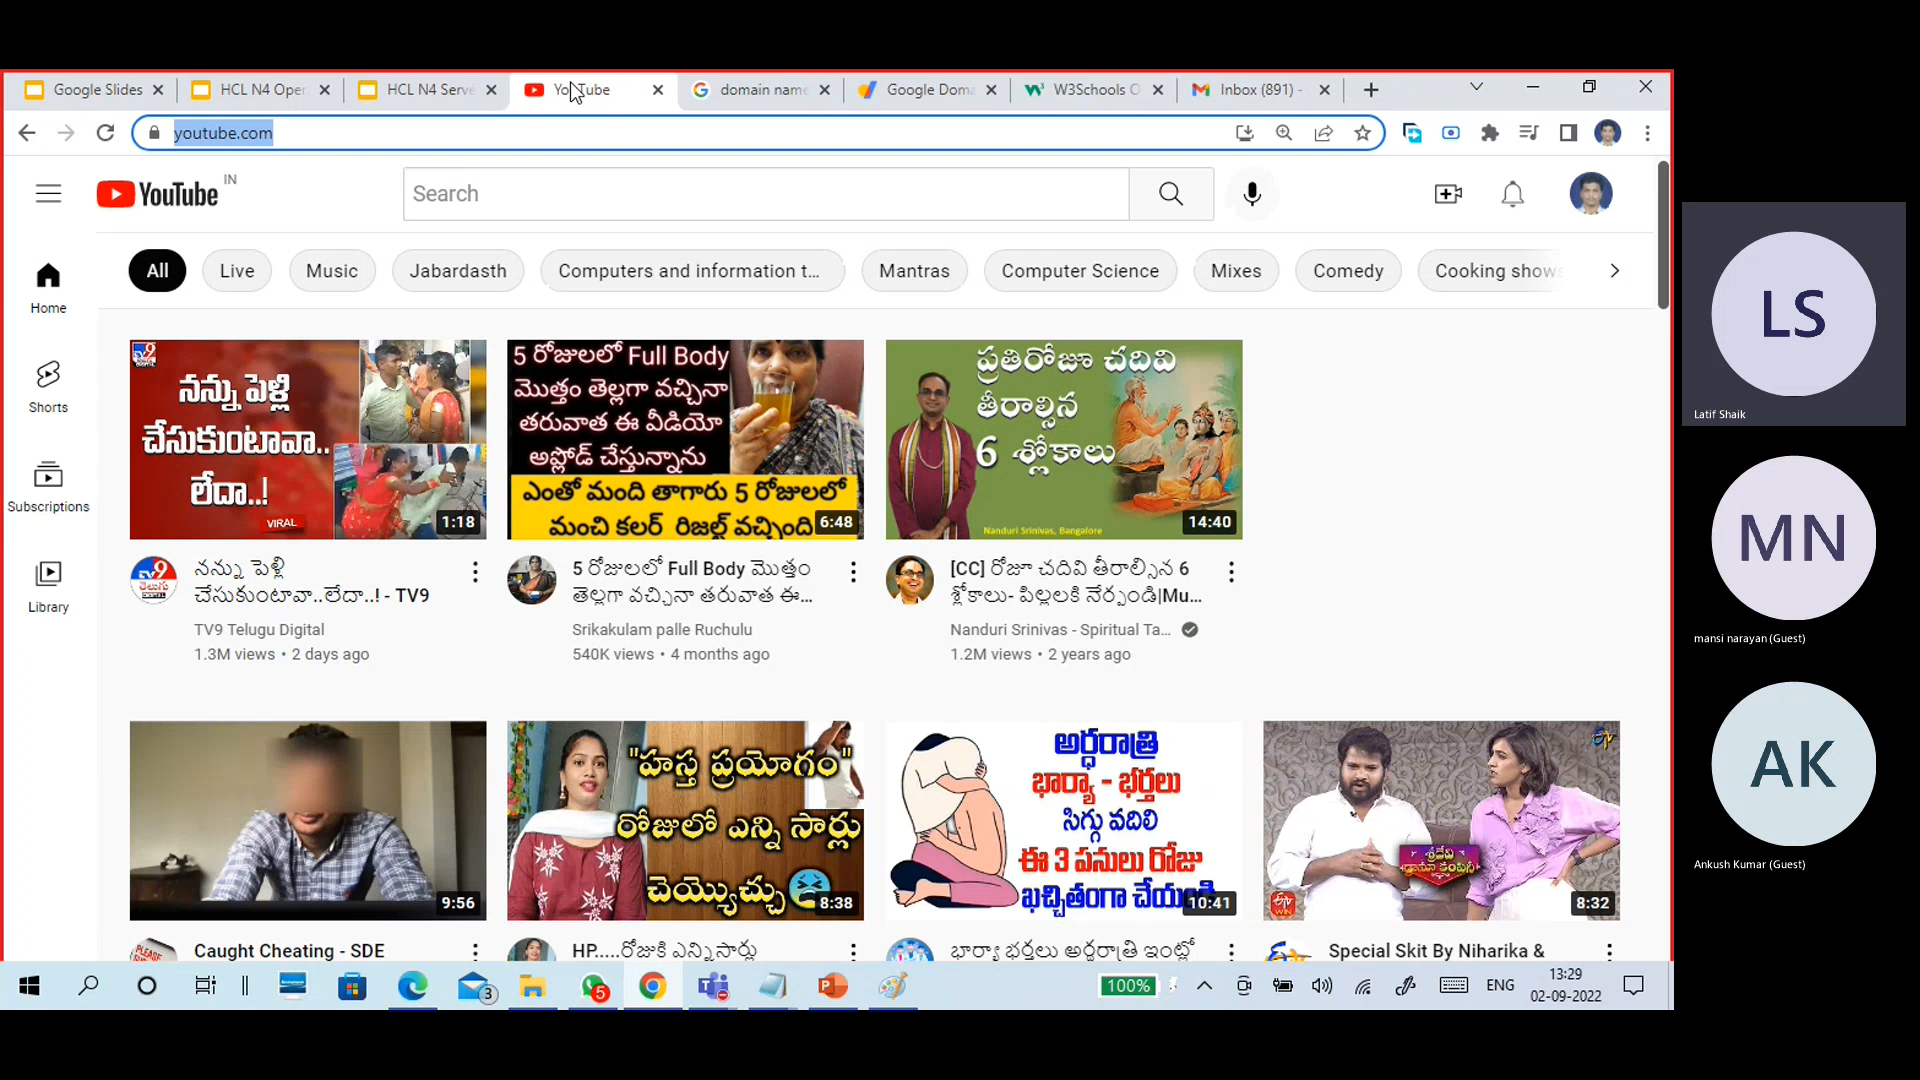 Google Slides
HCL N4 Oper
HCL N4 Serve
YouTube
domain name
Google Doma
W3Schools O
Inbox (891) -
youtube.com
YouTube IN
Search
All
Live
Music
Jabardasth
Computers and information t...
Mantras
Computer Science
Mixes
Comedy
Cooking shows
Home
Shorts
Subscriptions
Library
నన్ను పెళ్లి
చేసుకుంటావా..
లేదా..!
VIRAL
1:18
5 రోజులలో Full Body
మొత్తం తెల్లగా వచ్చినా
తరువాత ఈ వీడియో
అప్లోడ్ చేస్తున్నాను
ఎంతో మంది తాగారు 5 రోజులలో
మంచి కలర్ రిజల్ట్ వచ్చింది
6:48
ప్రతిరోజూ చదివి
తీరాల్సిన
6 శ్లోకాలు
Nanduri Srinivas, Bangalore
14:40
నన్ను పెళ్లి
చేసుకుంటావా..లేదా..! - TV9
TV9 Telugu Digital
1.3M views • 2 days ago
5 రోజులలో Full Body మొత్తం
తెల్లగా వచ్చినా తరువాత ఈ...
Srikakulam palle Ruchulu
540K views • 4 months ago
[CC] రోజూ చదివి తీరాల్సిన 6
శ్లోకాలు- పిల్లలకి నేర్పండి|Mu...
Nanduri Srinivas - Spiritual Ta...
1.2M views • 2 years ago
9:56
"హస్త ప్రయోగం"
రోజులో ఎన్ని సార్లు
చెయ్యొచ్చు
8:38
అర్ధరాత్రి
భార్యా - భర్తలు
సిగ్గు వదిలి
ఈ 3 పనులు రోజు
ఖచ్చితంగా చేయండి
10:41
శ్రీదేవి
డ్రామా కంపెనీ
8:32
Caught Cheating - SDE
HP.....రోజుకి ఎన్నిసార్లు
భార్యా భర్తలు అర్ధరాత్రి ఇంట్లో
Special Skit By Niharika &
3
5
100%
ENG
13:29
02-09-2022
LS
Latif Shaik
MN
mansi narayan (Guest)
AK
Ankush Kumar (Guest)